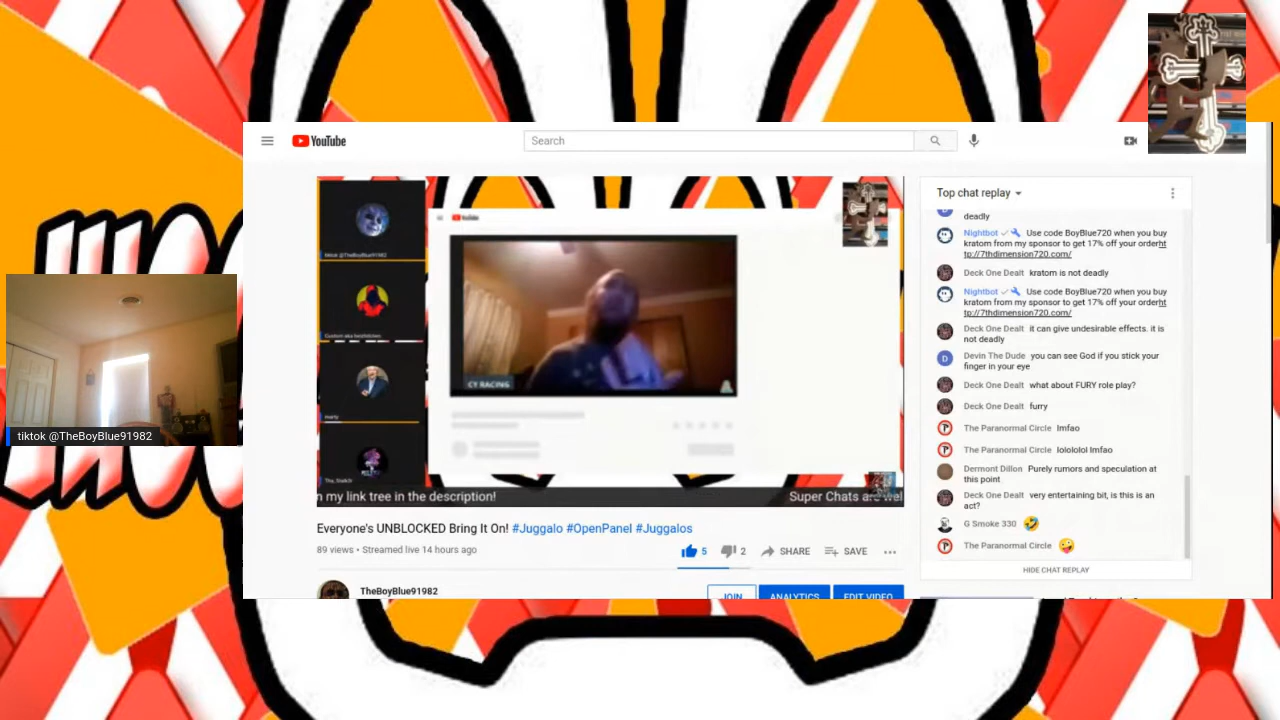 YouTube
Search
Top chat replay
deadly
Nightbot Use code BoyBlue720 when you buy
kratom from my sponsor to get 17% off your orderht
tp://7thdimension720.com/
Deck One Dealt kratom is not deadly
Nightbot Use code BoyBlue720 when you buy
kratom from my sponsor to get 17% off your orderht
tp://7thdimension720.com/
Deck One Dealt it can give undesirable effects. it is
not deadly
D Devin The Dude you can see God if you stick your
finger in your eye
Deck One Dealt what about FURY role play?
Deck One Dealt furry
The Paranormal Circle lmfao
The Paranormal Circle lolololol lmfao
Dermont Dillon Purely rumors and speculation at
this point
Deck One Dealt very entertaining bit, is this is an
act?
G Smoke 330 🤣
The Paranormal Circle 🤪
HIDE CHAT REPLAY
tiktok @TheBoyBlue91982
YouTube
CY RACING
marty
n my link tree in the description!
Super Chats are wel
Everyone's UNBLOCKED Bring It On! #Juggalo #OpenPanel #Juggalos
89 views • Streamed live 14 hours ago
5
2
SHARE
SAVE
TheBoyBlue91982
JOIN
ANALYTICS
EDIT VIDEO
tiktok @TheBoyBlue91982